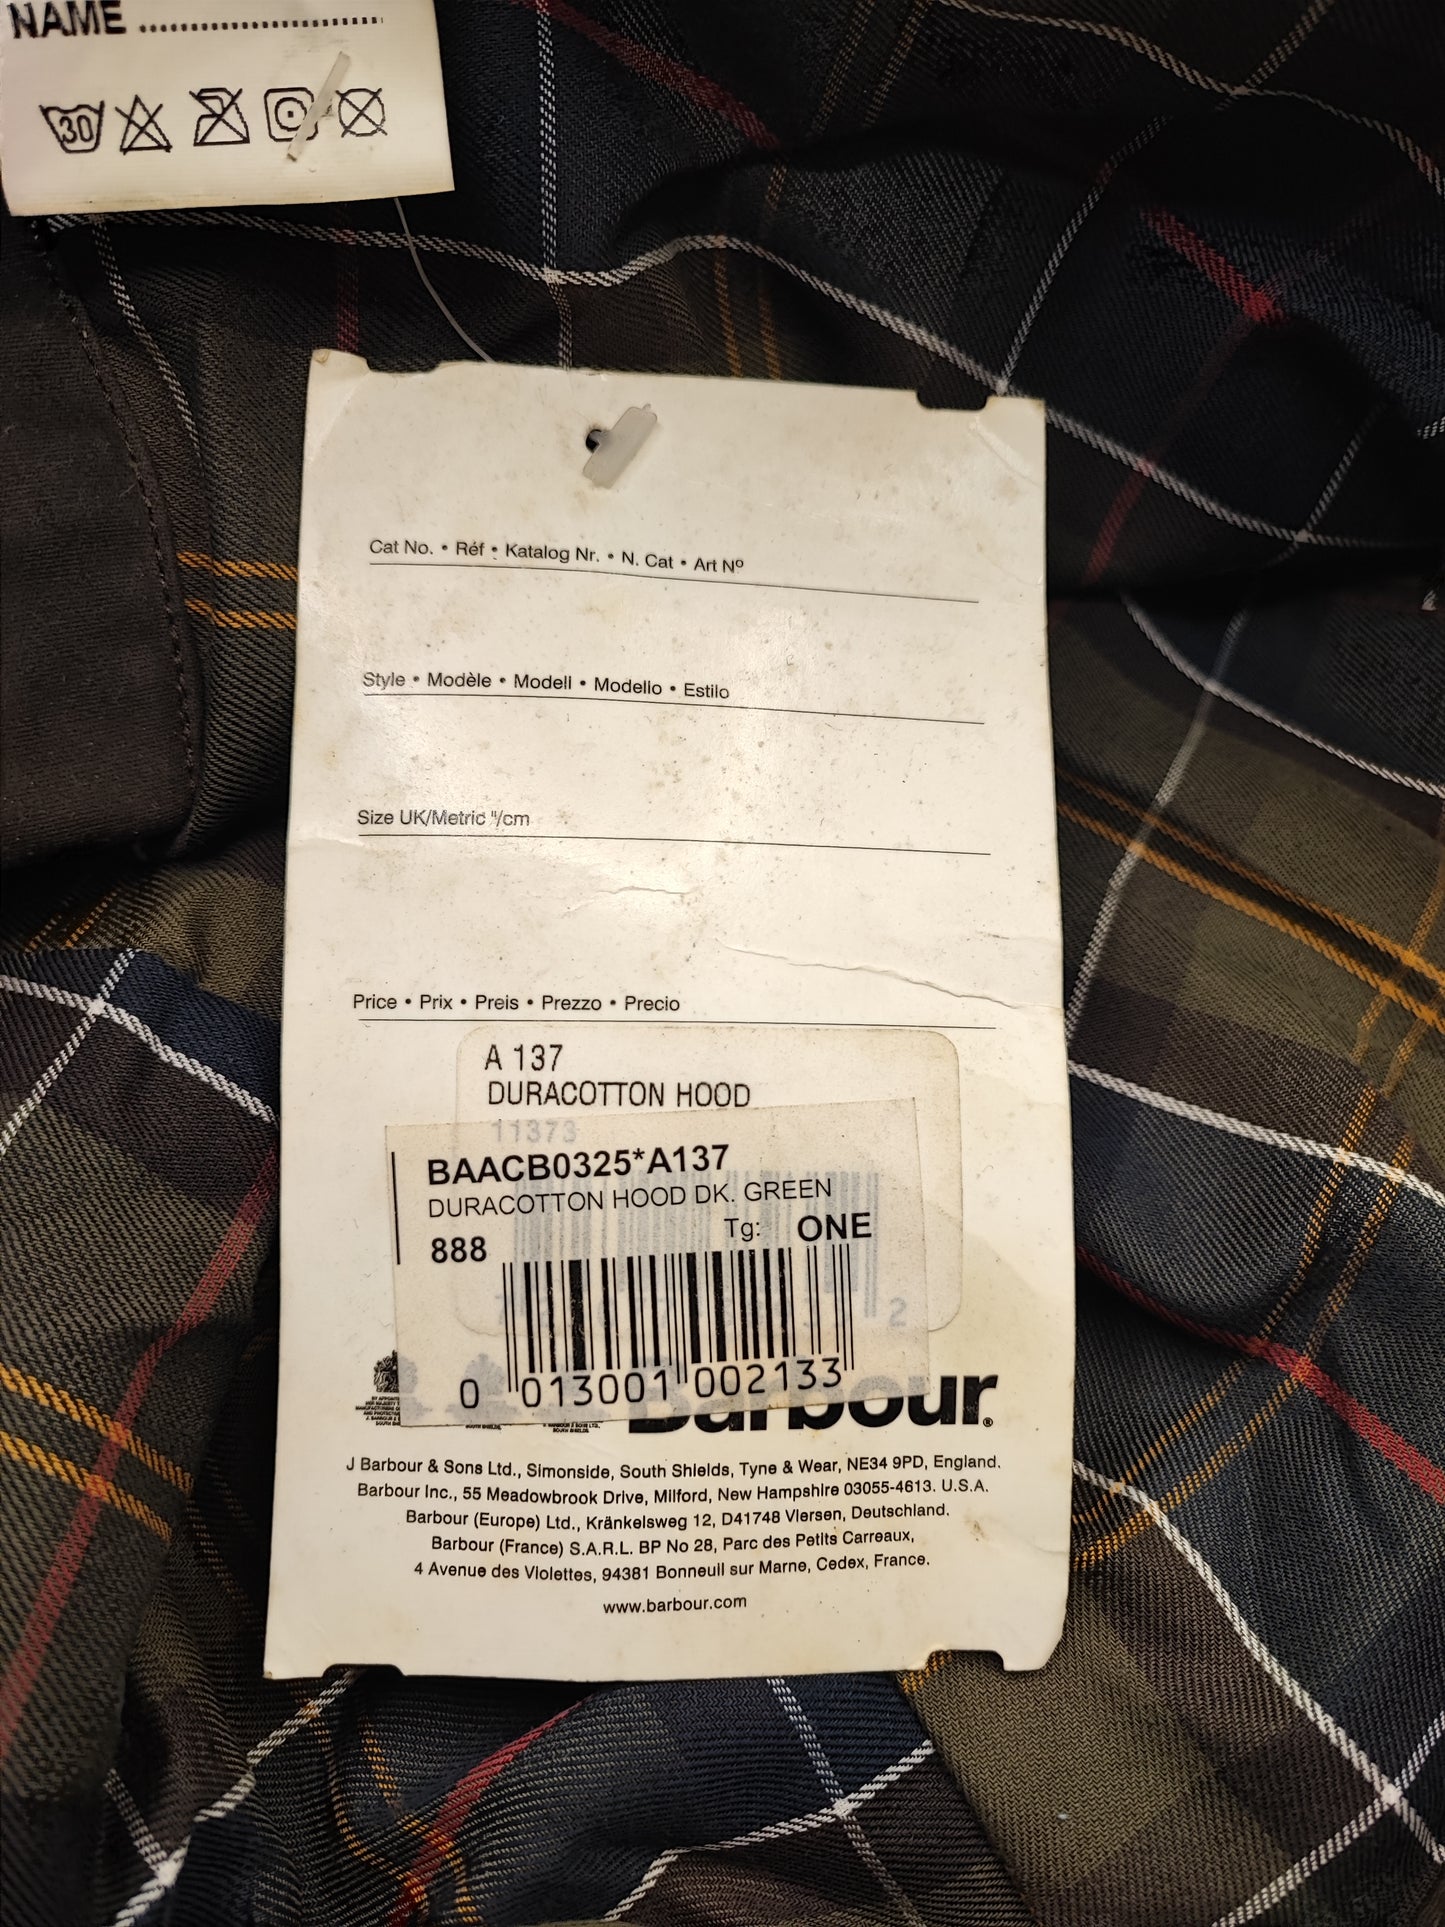 NAME ........................
30
Cat No. • Réf • Katalog Nr. • N. Cat • Art Nº
Style • Modèle • Modell • Modello • Estilo
Size UK/Metric "/cm
Price • Prix • Preis • Prezzo • Precio
A 137
DURACOTTON HOOD
11373
BAACB0325*A137
DURACOTTON HOOD DK. GREEN
Tg: ONE
888
0 013001 002133
Barbour®
J Barbour & Sons Ltd., Simonside, South Shields, Tyne & Wear, NE34 9PD, England.
Barbour Inc., 55 Meadowbrook Drive, Milford, New Hampshire 03055-4613. U.S.A.
Barbour (Europe) Ltd., Kränkelsweg 12, D41748 Viersen, Deutschland.
Barbour (France) S.A.R.L. BP No 28, Parc des Petits Carreaux,
4 Avenue des Violettes, 94381 Bonneuil sur Marne, Cedex, France.
www.barbour.com